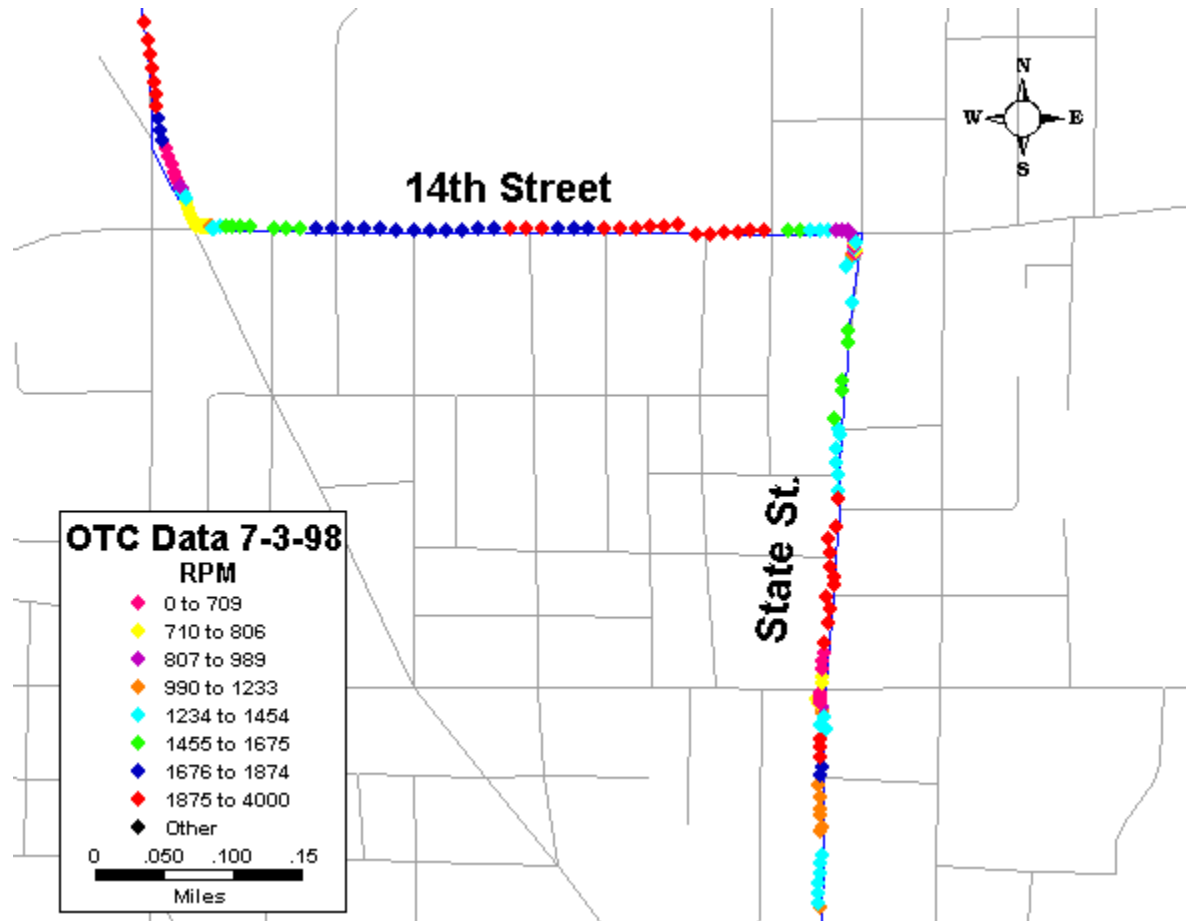 N
W E
S
14th Street
State St.
OTC Data 7-3-98
RPM
0 to 709
710 to 806
807 to 989
990 to 1233
1234 to 1454
1455 to 1675
1676 to 1874
1875 to 4000
Other
0 .050 .100 .15
Miles